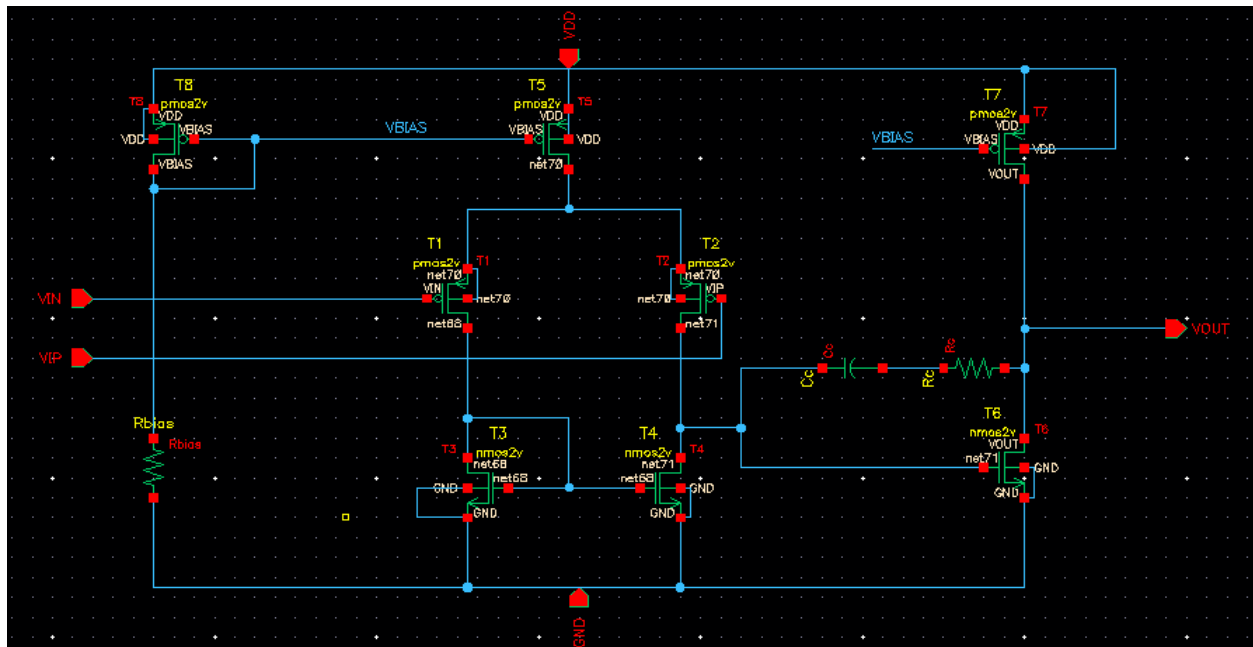 VDD
T8
T8
pmos2v
VDD
VDD
VBIAS
VBIAS
VBIAS
T5
T5
pmos2v
VDD
VBIAS
VDD
net70
T7
T7
pmos2v
VDD
VBIAS
VBIAS
VDD
VOUT
T1
T1
pmos2v
net70
VIN
VIN
net70
net68
T2
T2
pmos2v
net70
VIP
net70
net71
VIP
VOUT
Cc
Cc
Rc
Rc
Rbias
Rbias
T3
T3
nmos2v
net68
net68
GND
GND
T4
T4
nmos2v
net71
net68
GND
GND
T6
T6
nmos2v
VOUT
net71
GND
GND
GND